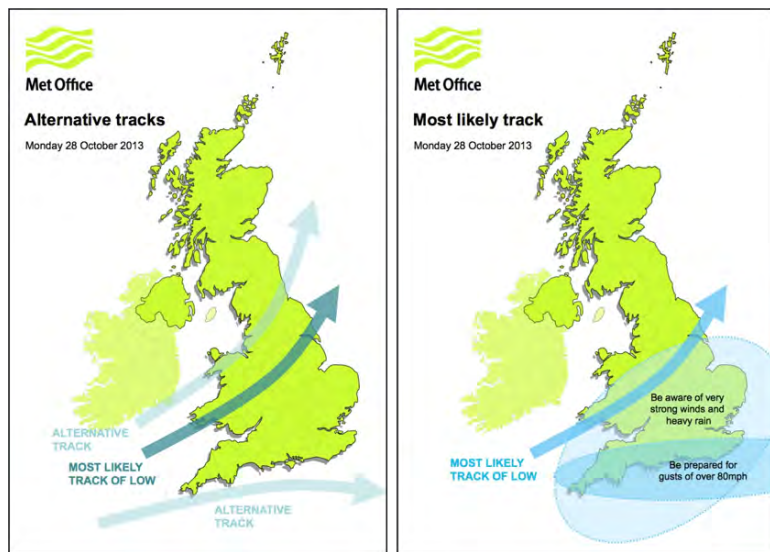 Met Office
Alternative tracks
Monday 28 October 2013
ALTERNATIVE
TRACK
MOST LIKELY
TRACK OF LOW
ALTERNATIVE
TRACK
Met Office
Most likely track
Monday 28 October 2013
Be aware of very
strong winds and
heavy rain
MOST LIKELY
TRACK OF LOW
Be prepared for
gusts of over 80mph